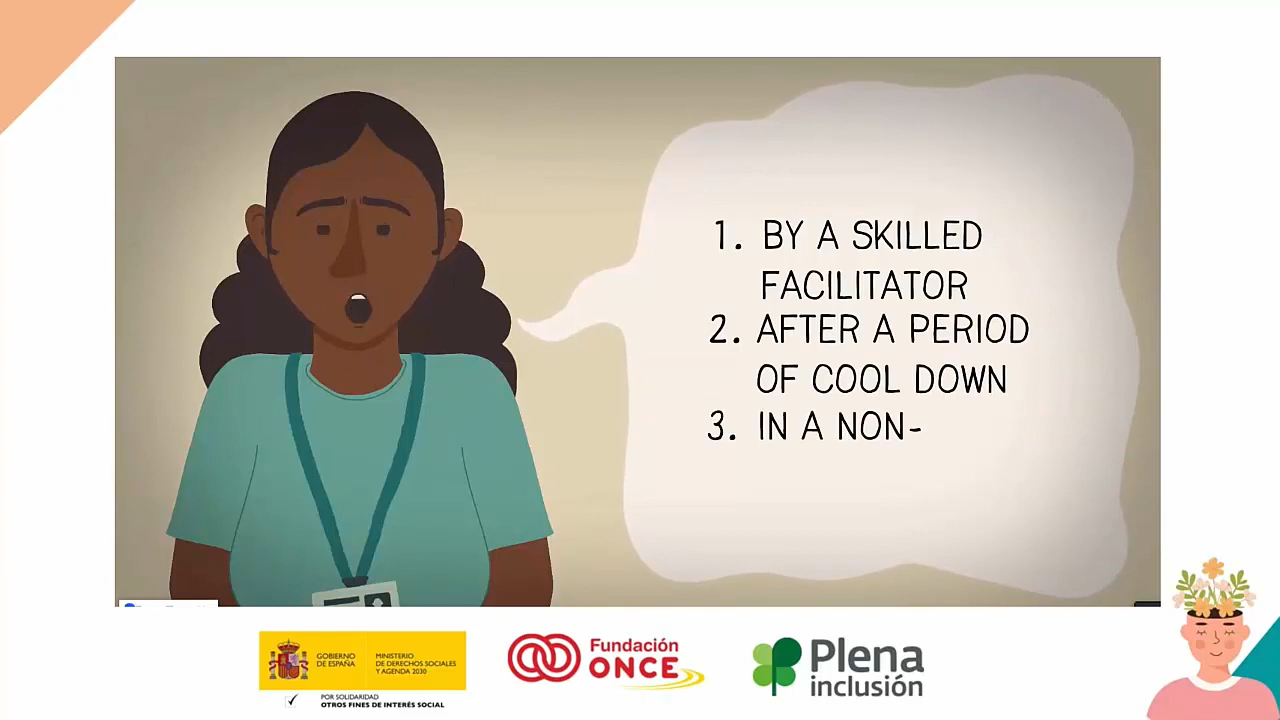 1. BY A SKILLED
FACILITATOR
2. AFTER A PERIOD
OF COOL DOWN
3. IN A NON-
GOBIERNO
DE ESPAÑA
MINISTERIO
DE DERECHOS SOCIALES
Y AGENDA 2030
POR SOLIDARIDAD
OTROS FINES DE INTERÉS SOCIAL
Fundación
ONCE
Plena
inclusión